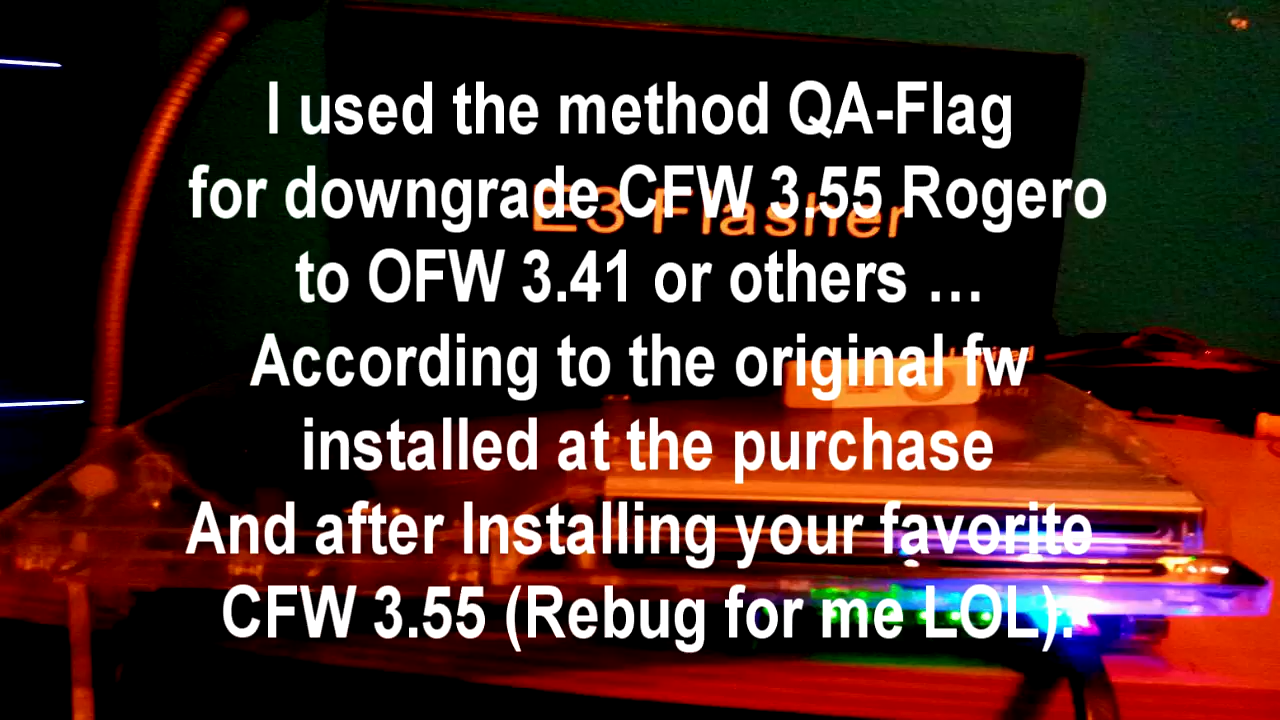 I used the method QA-Flag
for downgrade CFW 3.55 Rogero
E3 Flasher
to OFW 3.41 or others …
According to the original fw
installed at the purchase
And after Installing your favorite
CFW 3.55 (Rebug for me LOL).